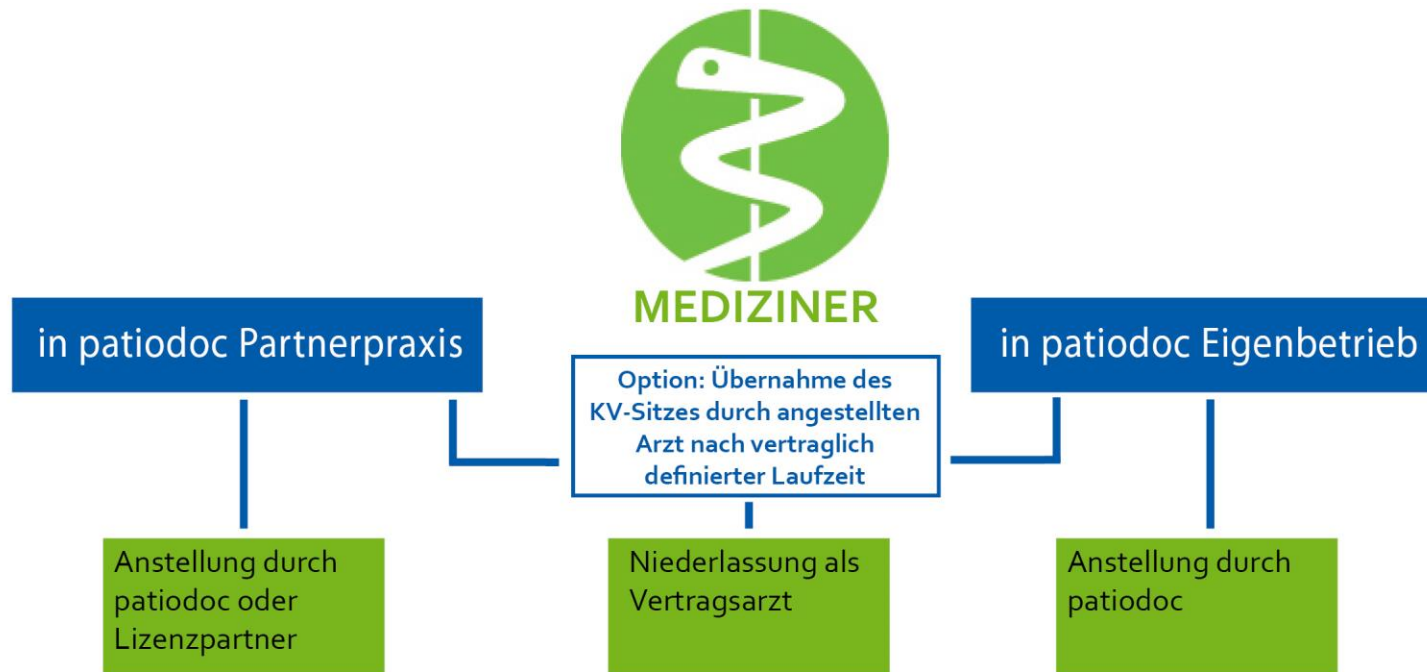 MEDIZINER
in patiodoc Partnerpraxis
in patiodoc Eigenbetrieb
Option: Übernahme des
KV-Sitzes durch angestellten
Arzt nach vertraglich
definierter Laufzeit
Anstellung durch
patiodoc oder
Lizenzpartner
Niederlassung als
Vertragsarzt
Anstellung durch
patiodoc